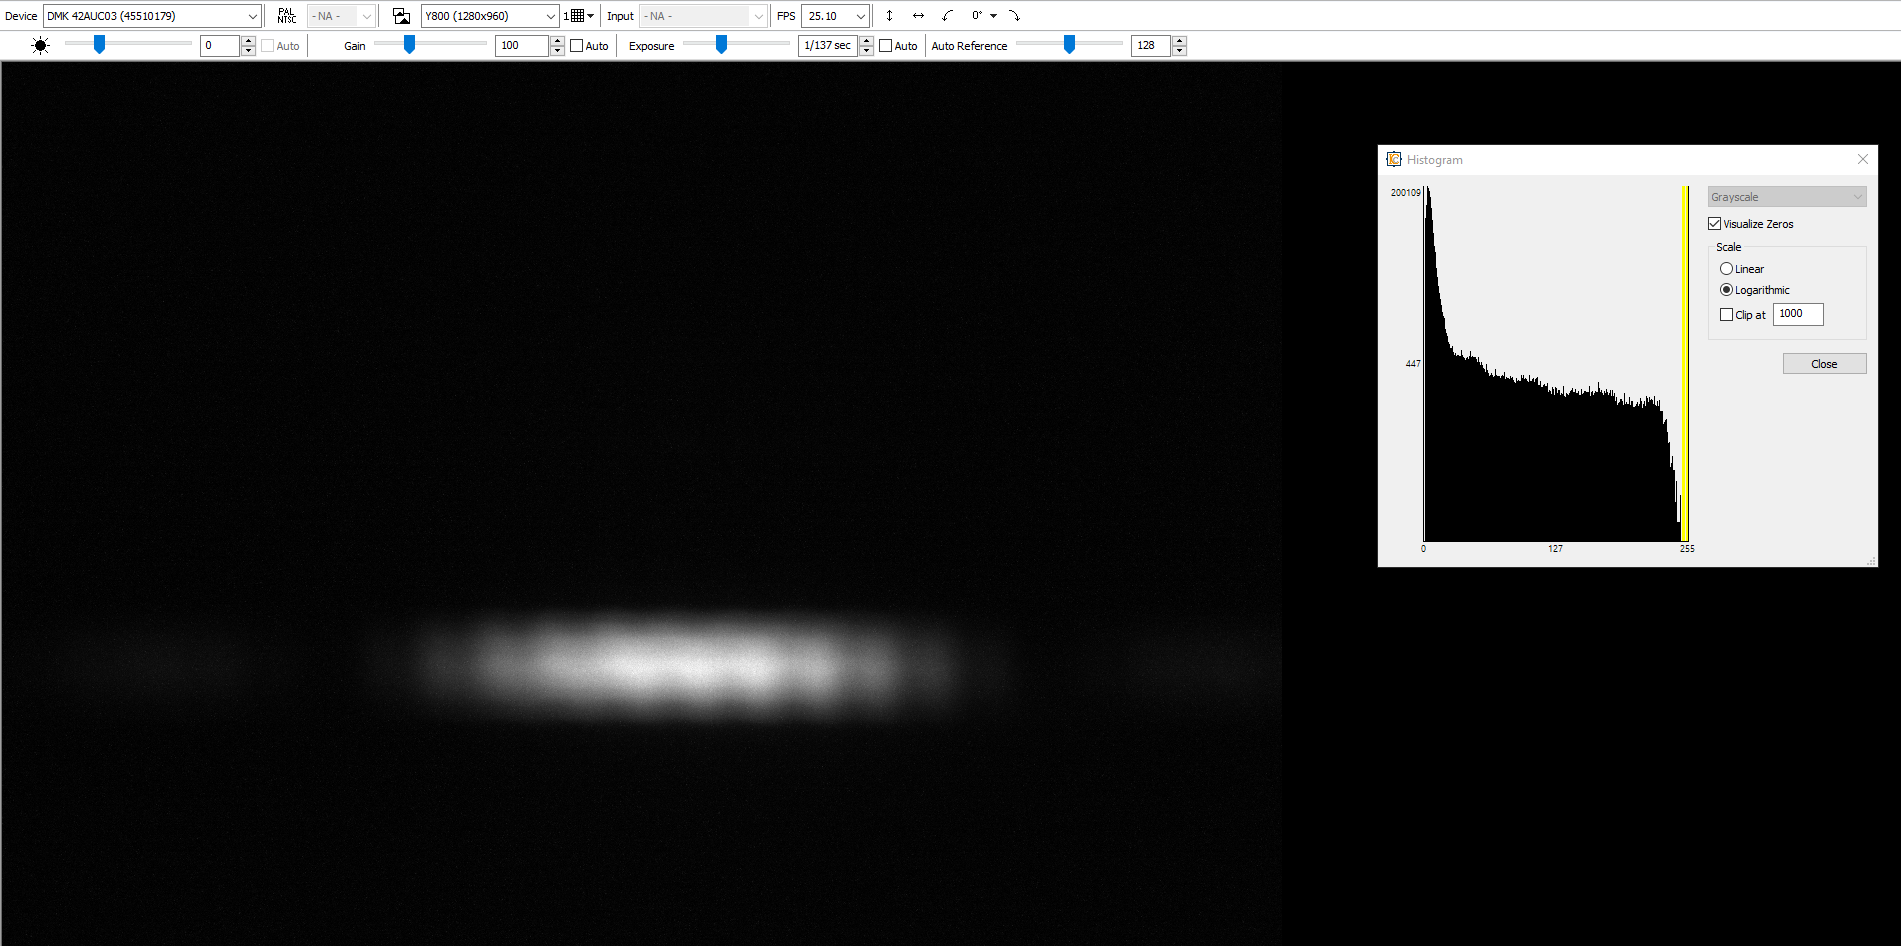 Device DMK 42AUC03 (45510179) PAL NTSC - NA - Y800 (1280x960) 1 Input - NA - FPS 25.10 0°
0 Auto Gain 100 Auto Exposure 1/137 sec Auto Auto Reference 128
Histogram
200109
447
0 127 255
Grayscale
Visualize Zeros
Scale
Linear
Logarithmic
Clip at 1000
Close